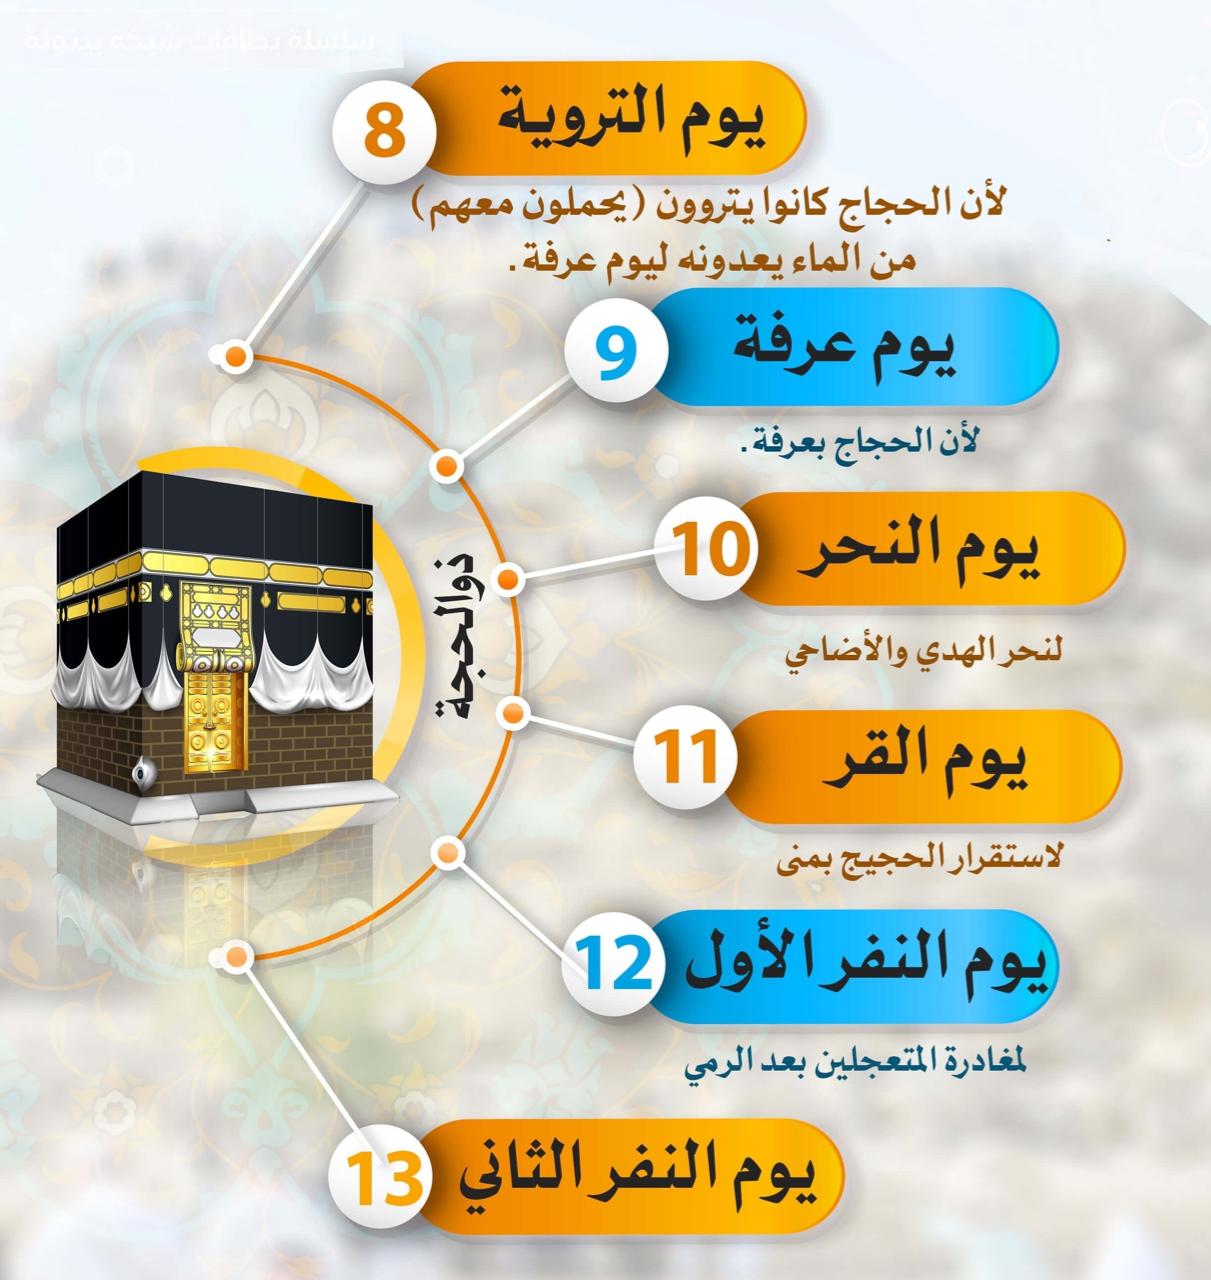 سلسلة بطاقات شبكة بينونة
8
يوم التروية
لأن الحجاج كانوا يتروون (يحملون معهم)
من الماء يعدونه ليوم عرفة.
9
يوم عرفة
لأن الحجاج بعرفة.
10
يوم النحر
لنحر الهدي والأضاحي
ذوالحجة
11
يوم القر
لاستقرار الحجيج بمنى
12
يوم النفر الأول
لمغادرة المتعجلين بعد الرمي
13
يوم النفر الثاني